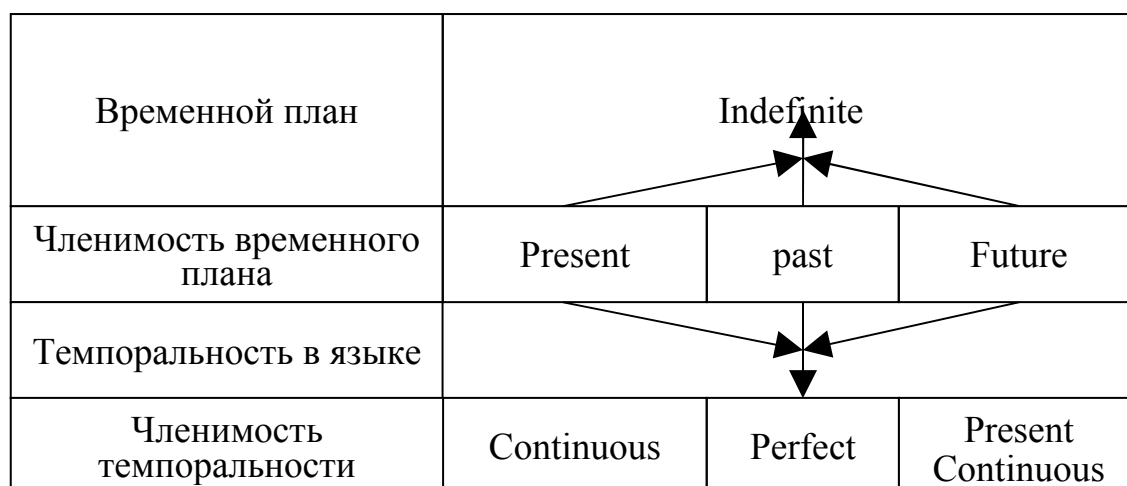 Временной план
Indefinite
Членимость временного
плана
Present
past
Future
Темпоральность в языке
Членимость
темпоральности
Continuous
Perfect
Present
Continuous